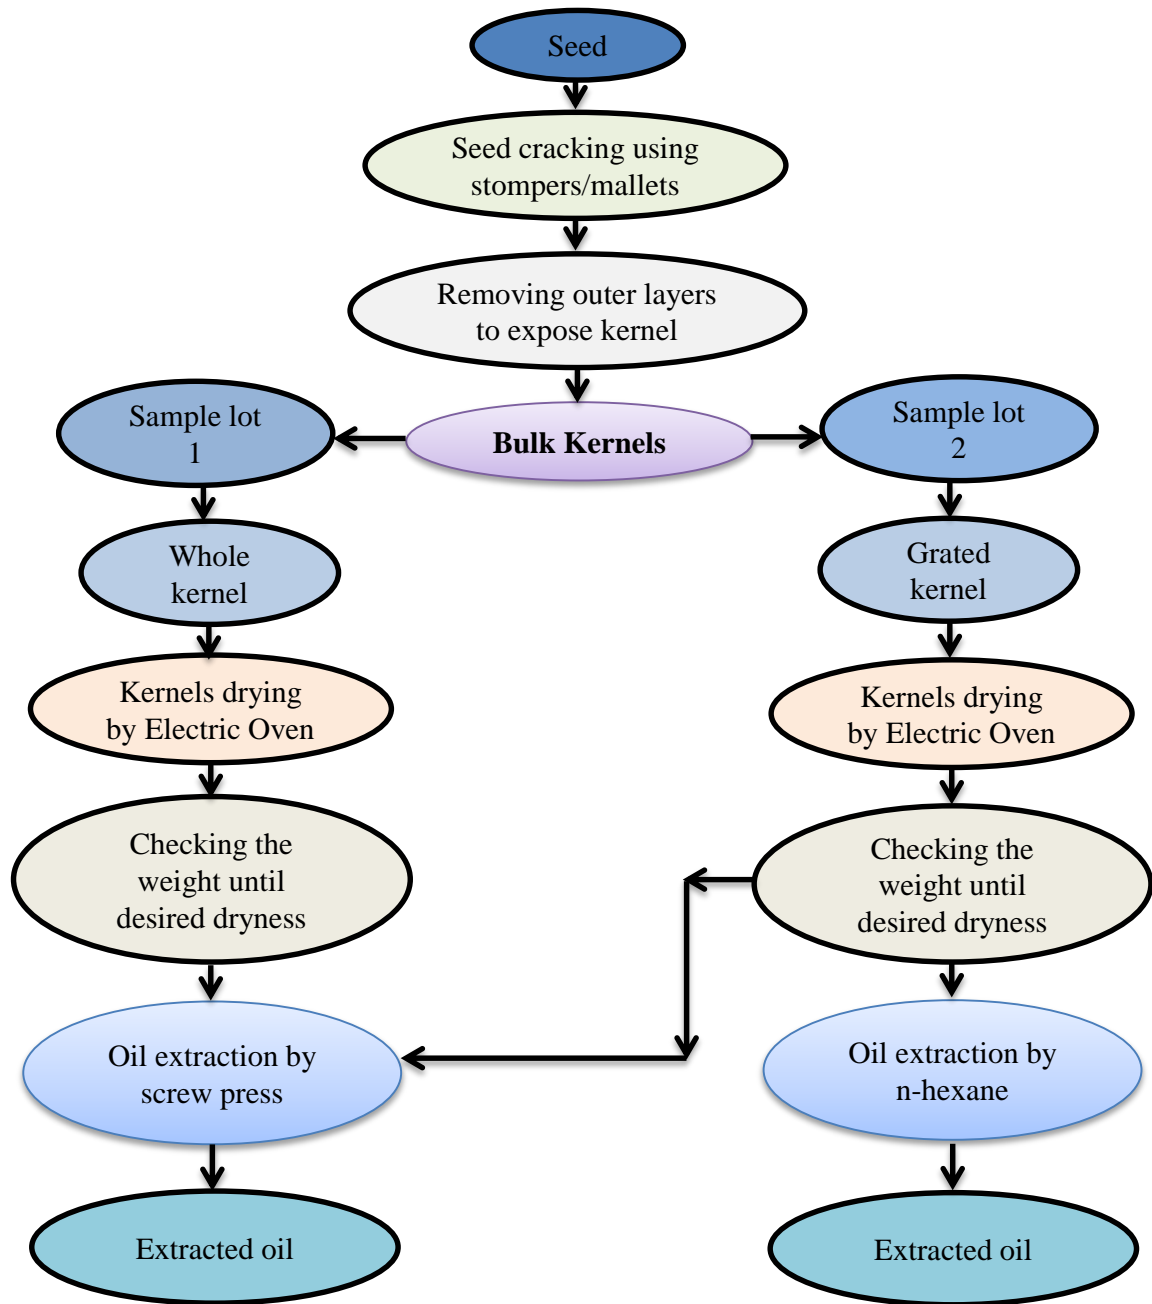 Seed
Seed cracking using
stompers/mallets
Removing outer layers
to expose kernel
Bulk Kernels
Sample lot
1
Whole
kernel
Kernels drying
by Electric Oven
Checking the
weight until
desired dryness
Oil extraction by
screw press
Extracted oil
Sample lot
2
Grated
kernel
Kernels drying
by Electric Oven
Checking the
weight until
desired dryness
Oil extraction by
n-hexane
Extracted oil